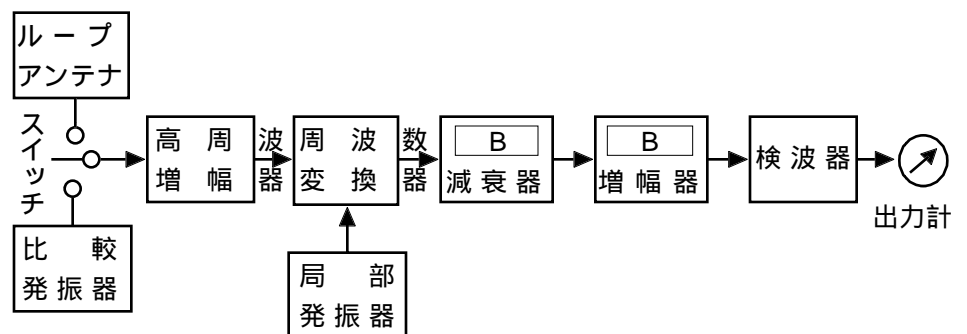 ループ
アンテナ
スイッチ
比較
発振器
高周波
増幅器
周波数
変換器
局部
発振器
B
減衰器
B
増幅器
検波器
出力計